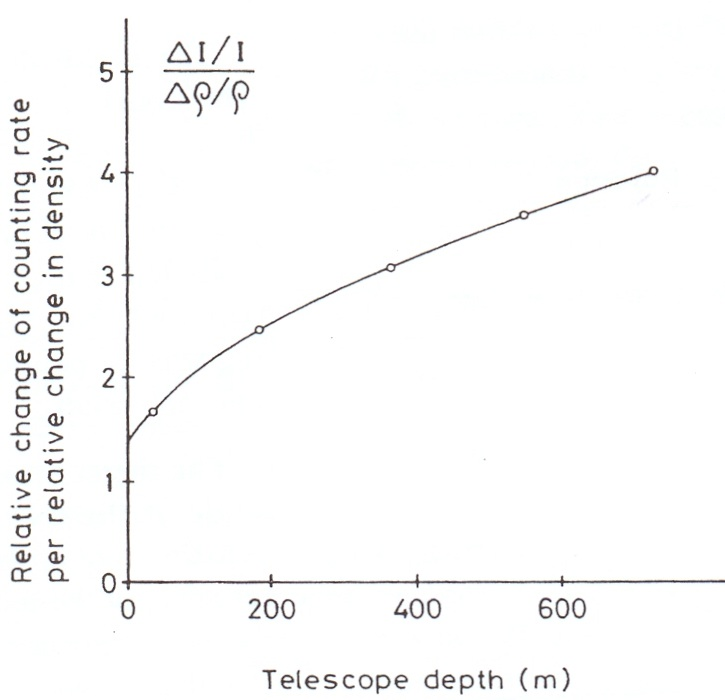 5
4
3
2
1
0
ΔI/I
Δρ/ρ
Relative change of counting rate
per relative change in density
0 200 400 600
Telescope depth (m)